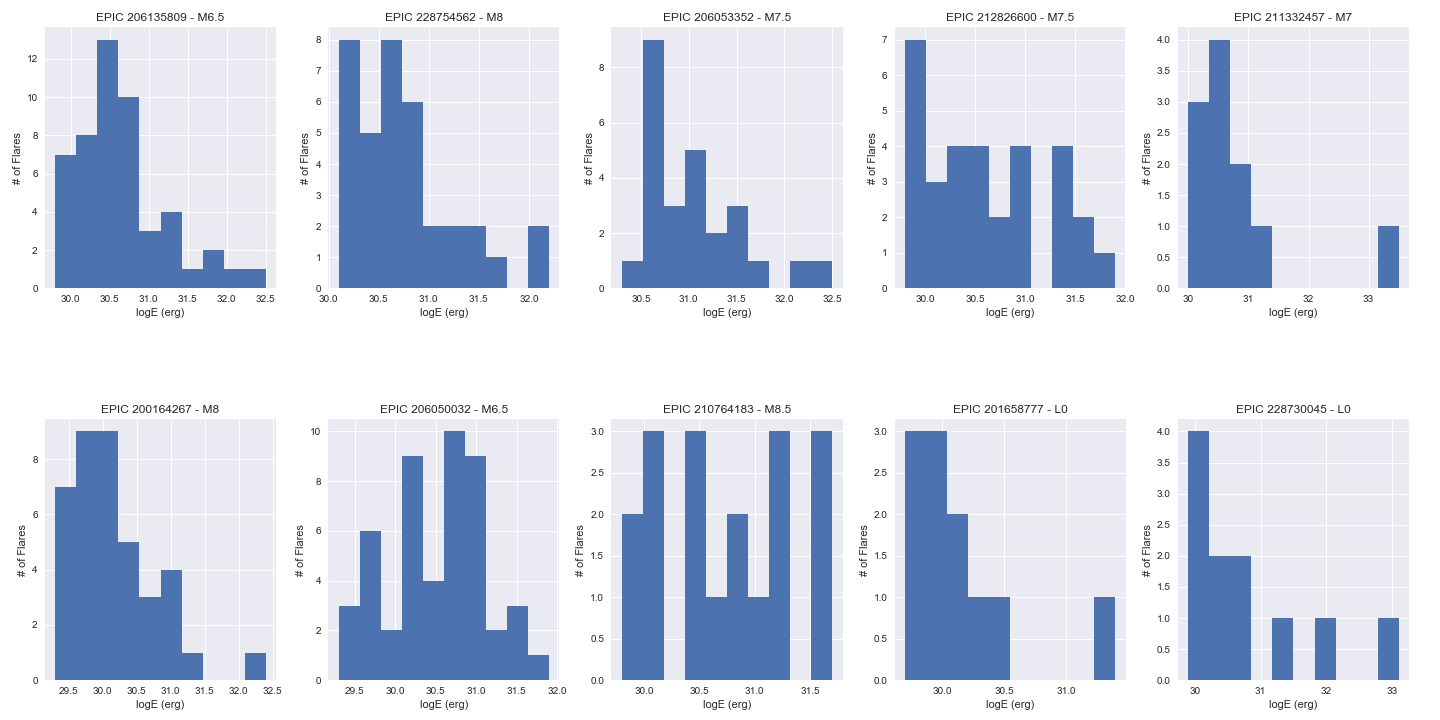 EPIC 206135809 - M6.5
EPIC 228754562 - M8
EPIC 206053352 - M7.5
EPIC 212826600 - M7.5
EPIC 211332457 - M7
# of Flares
12
10
8
6
4
2
0
30.0 30.5 31.0 31.5 32.0 32.5
logE (erg)
# of Flares
8
7
6
5
4
3
2
1
0
30.0 30.5 31.0 31.5 32.0
logE (erg)
# of Flares
8
6
4
2
0
30.5 31.0 31.5 32.0 32.5
logE (erg)
# of Flares
7
6
5
4
3
2
1
0
30.0 30.5 31.0 31.5 32.0
logE (erg)
# of Flares
4.0
3.5
3.0
2.5
2.0
1.5
1.0
0.5
0.0
30 31 32 33
logE (erg)
EPIC 200164267 - M8
EPIC 206050032 - M6.5
EPIC 210764183 - M8.5
EPIC 201658777 - L0
EPIC 228730045 - L0
# of Flares
8
6
4
2
0
29.5 30.0 30.5 31.0 31.5 32.0 32.5
logE (erg)
# of Flares
10
8
6
4
2
0
29.5 30.0 30.5 31.0 31.5 32.0
logE (erg)
# of Flares
3.0
2.5
2.0
1.5
1.0
0.5
0.0
30.0 30.5 31.0 31.5
logE (erg)
# of Flares
3.0
2.5
2.0
1.5
1.0
0.5
0.0
30.0 30.5 31.0
logE (erg)
# of Flares
4.0
3.5
3.0
2.5
2.0
1.5
1.0
0.5
0.0
30 31 32 33
logE (erg)